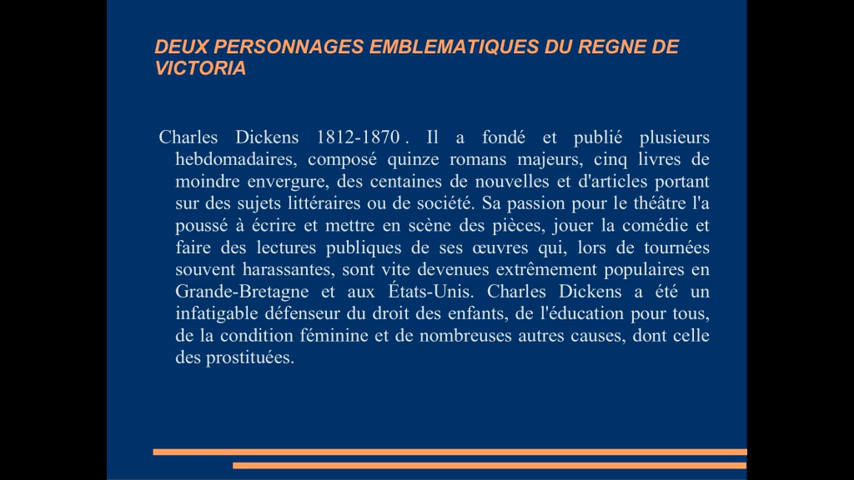 DEUX PERSONNAGES EMBLEMATIQUES DU REGNE DE
VICTORIA
Charles Dickens 1812-1870 . Il a fondé et publié plusieurs
hebdomadaires, composé quinze romans majeurs, cinq livres de
moindre envergure, des centaines de nouvelles et d'articles portant
sur des sujets littéraires ou de société. Sa passion pour le théâtre l'a
poussé à écrire et mettre en scène des pièces, jouer la comédie et
faire des lectures publiques de ses œuvres qui, lors de tournées
souvent harassantes, sont vite devenues extrêmement populaires en
Grande-Bretagne et aux États-Unis. Charles Dickens a été un
infatigable défenseur du droit des enfants, de l'éducation pour tous,
de la condition féminine et de nombreuses autres causes, dont celle
des prostituées.